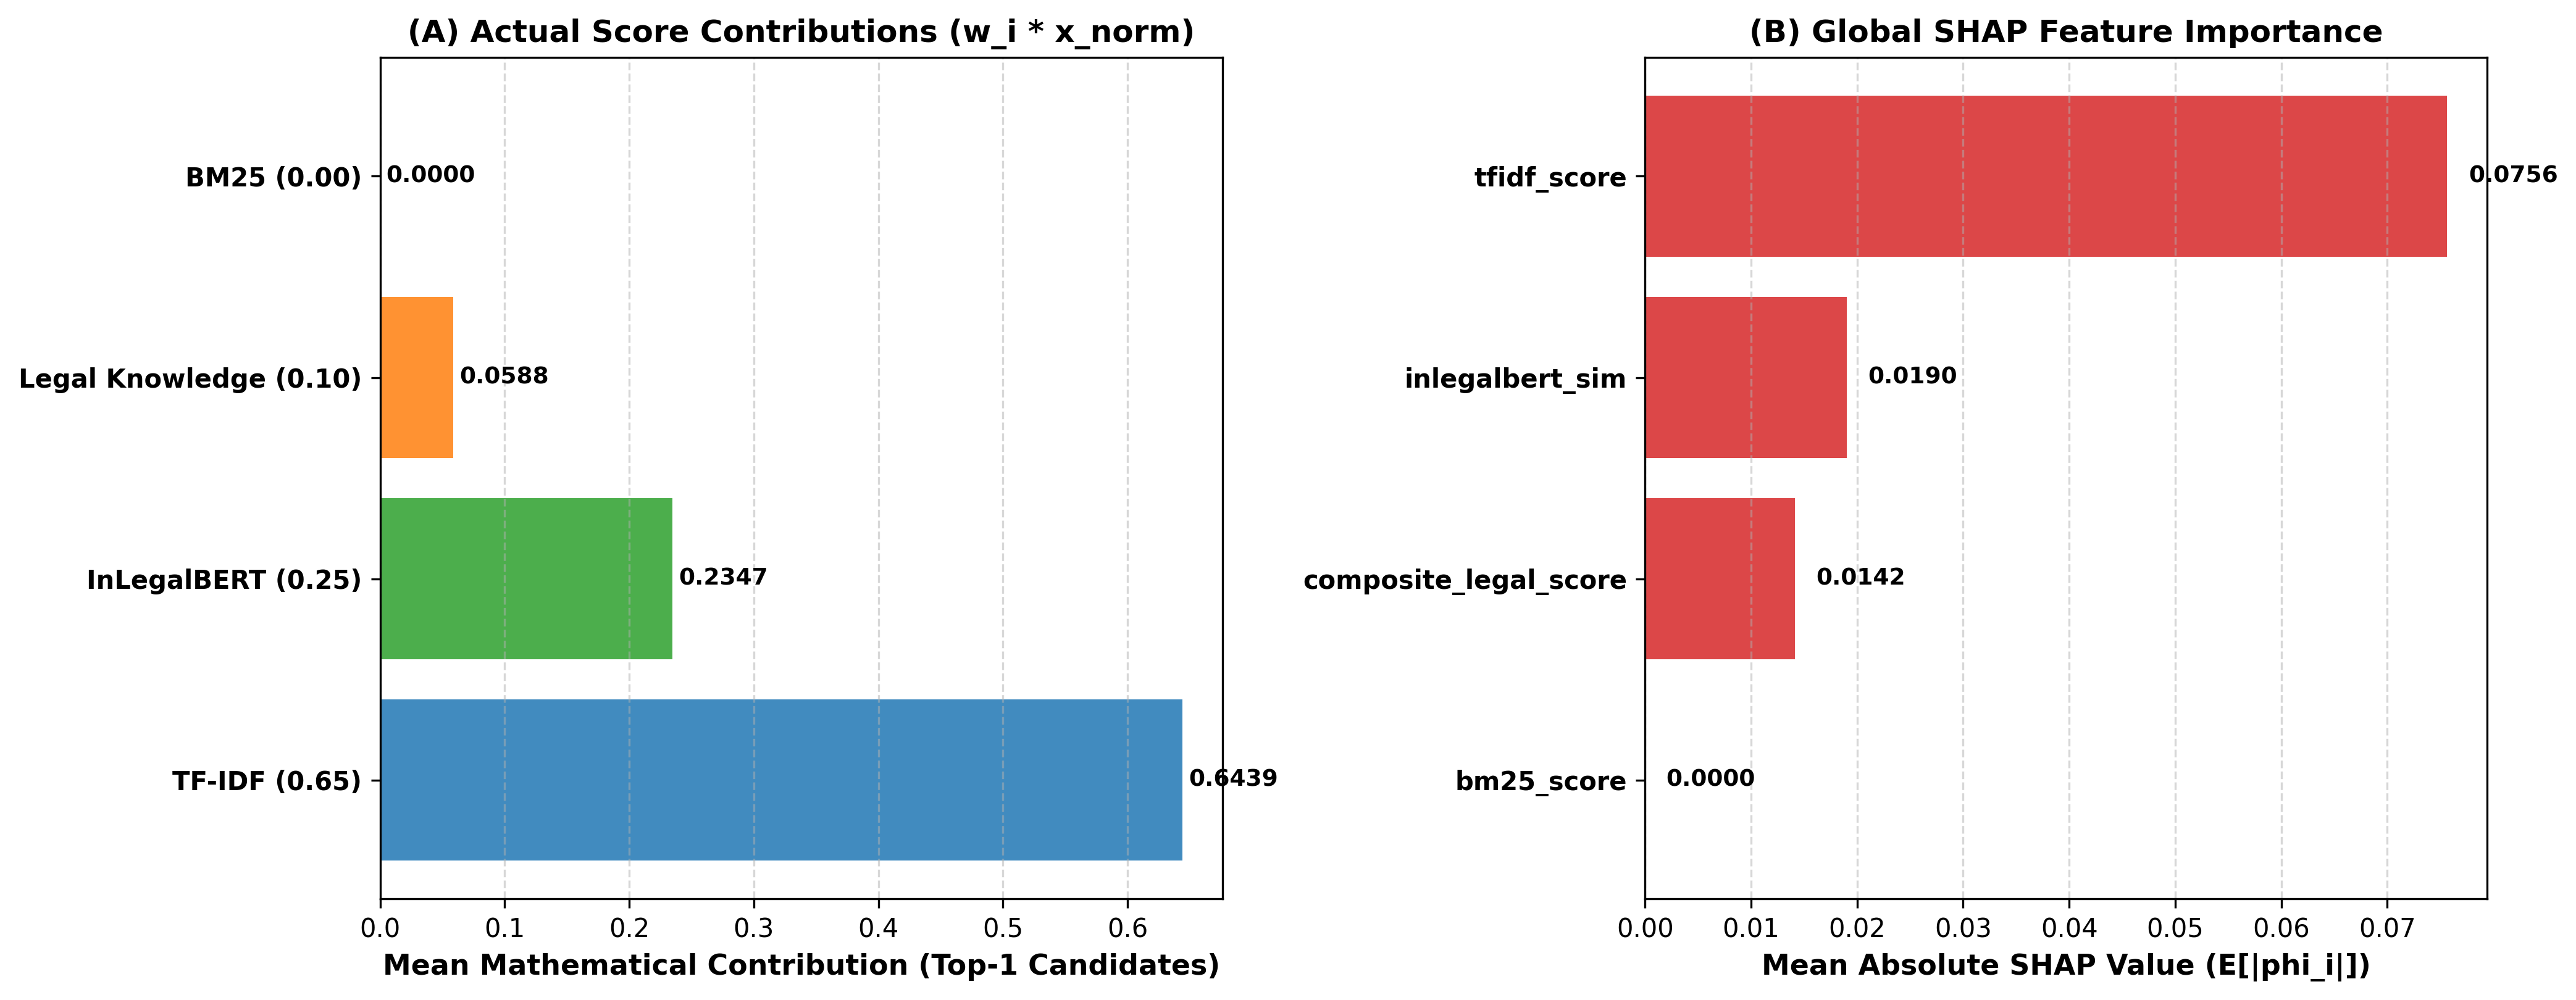 (A) Actual Score Contributions (w_i * x_norm)
BM25 (0.00)
0.0000
Legal Knowledge (0.10)
0.0588
InLegalBERT (0.25)
0.2347
TF-IDF (0.65)
0.6439
0.0 0.1 0.2 0.3 0.4 0.5 0.6
Mean Mathematical Contribution (Top-1 Candidates)
(B) Global SHAP Feature Importance
tfidf_score
0.0756
inlegalbert_sim
0.0190
composite_legal_score
0.0142
bm25_score
0.0000
0.00 0.01 0.02 0.03 0.04 0.05 0.06 0.07
Mean Absolute SHAP Value (E[|phi_i|])